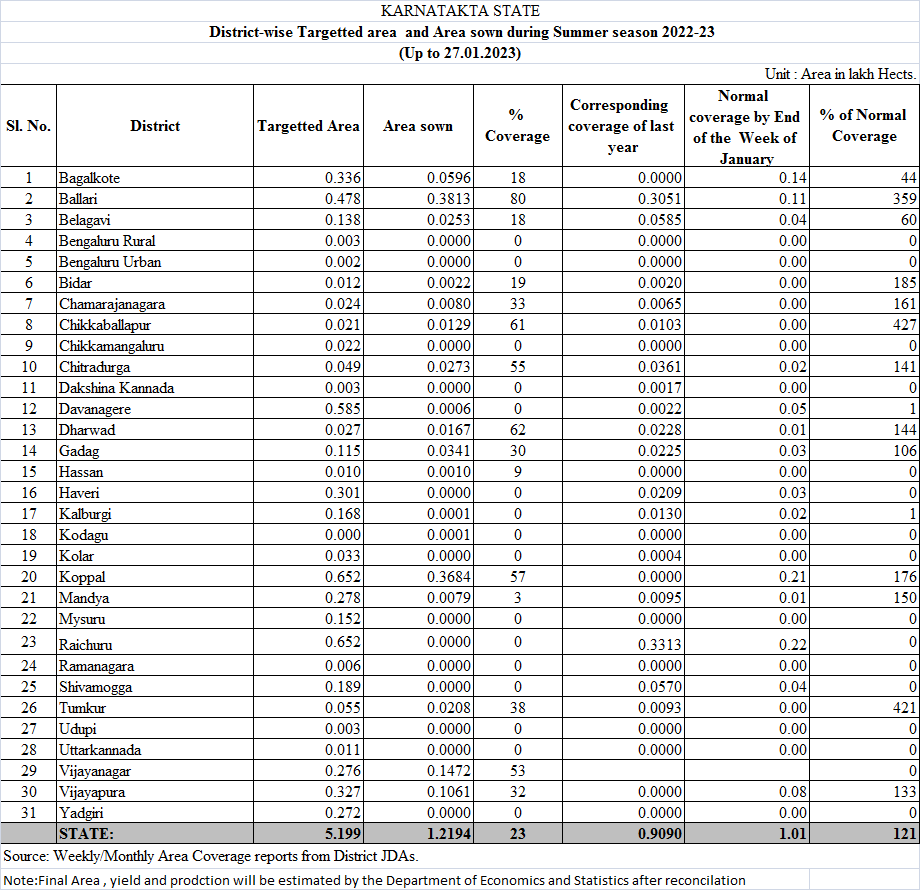 KARNATAKTA STATE
District-wise Targetted area and Area sown during Summer season 2022-23
(Up to 27.01.2023)
Unit : Area in lakh Hects.
Sl. No. District Targetted Area Area sown % Coverage Corresponding coverage of last year Normal coverage by End of the Week of January % of Normal Coverage
1 Bagalkote 0.336 0.0596 18 0.0000 0.14 44
2 Ballari 0.478 0.3813 80 0.3051 0.11 359
3 Belagavi 0.138 0.0253 18 0.0585 0.04 60
4 Bengaluru Rural 0.003 0.0000 0 0.0000 0.00 0
5 Bengaluru Urban 0.002 0.0000 0 0.0000 0.00 0
6 Bidar 0.012 0.0022 19 0.0020 0.00 185
7 Chamarajanagara 0.024 0.0080 33 0.0065 0.00 161
8 Chikkaballapur 0.021 0.0129 61 0.0103 0.00 427
9 Chikkamangaluru 0.022 0.0000 0 0.0000 0.00 0
10 Chitradurga 0.049 0.0273 55 0.0361 0.02 141
11 Dakshina Kannada 0.003 0.0000 0 0.0017 0.00 0
12 Davanagere 0.585 0.0006 0 0.0022 0.05 1
13 Dharwad 0.027 0.0167 62 0.0228 0.01 144
14 Gadag 0.115 0.0341 30 0.0225 0.03 106
15 Hassan 0.010 0.0010 9 0.0000 0.00 0
16 Haveri 0.301 0.0000 0 0.0209 0.03 0
17 Kalburgi 0.168 0.0001 0 0.0130 0.02 1
18 Kodagu 0.000 0.0001 0 0.0000 0.00 0
19 Kolar 0.033 0.0000 0 0.0004 0.00 0
20 Koppal 0.652 0.3684 57 0.0000 0.21 176
21 Mandya 0.278 0.0079 3 0.0095 0.01 150
22 Mysuru 0.152 0.0000 0 0.0000 0.00 0
23 Raichuru 0.652 0.0000 0 0.3313 0.22 0
24 Ramanagara 0.006 0.0000 0 0.0000 0.00 0
25 Shivamogga 0.189 0.0000 0 0.0570 0.04 0
26 Tumkur 0.055 0.0208 38 0.0093 0.00 421
27 Udupi 0.003 0.0000 0 0.0000 0.00 0
28 Uttarkannada 0.011 0.0000 0 0.0000 0.00 0
29 Vijayanagar 0.276 0.1472 53 0
30 Vijayapura 0.327 0.1061 32 0.0000 0.08 133
31 Yadgiri 0.272 0.0000 0 0.0000 0.00 0
STATE: 5.199 1.2194 23 0.9090 1.01 121
Source: Weekly/Monthly Area Coverage reports from District JDAs.
Note:Final Area , yield and prodction will be estimated by the Department of Economics and Statistics after reconcilation